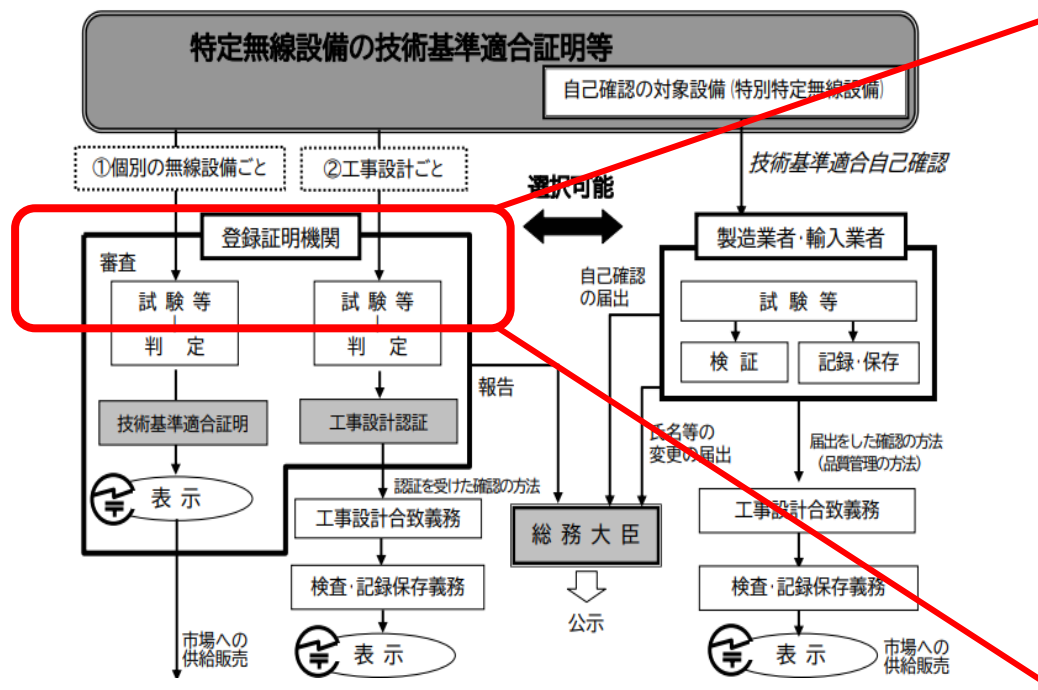 特定無線設備の技術基準適合証明等
自己確認の対象設備(特別特定無線設備)
①個別の無線設備ごと
②工事設計ごと
技術基準適合自己確認
選択可能
登録証明機関
製造業者・輸入業者
審査
試験等
試験等
自己確認
の届出
試験等
判定
判定
検証
記録・保存
報告
技術基準適合証明
工事設計認証
氏名等の
変更の届出
届出をした確認の方法
(品質管理の方法)
認証を受けた確認の方法
表示
工事設計合致義務
総務大臣
工事設計合致義務
検査・記録保存義務
検査・記録保存義務
公示
市場への
供給販売
表示
表示
市場への
供給販売